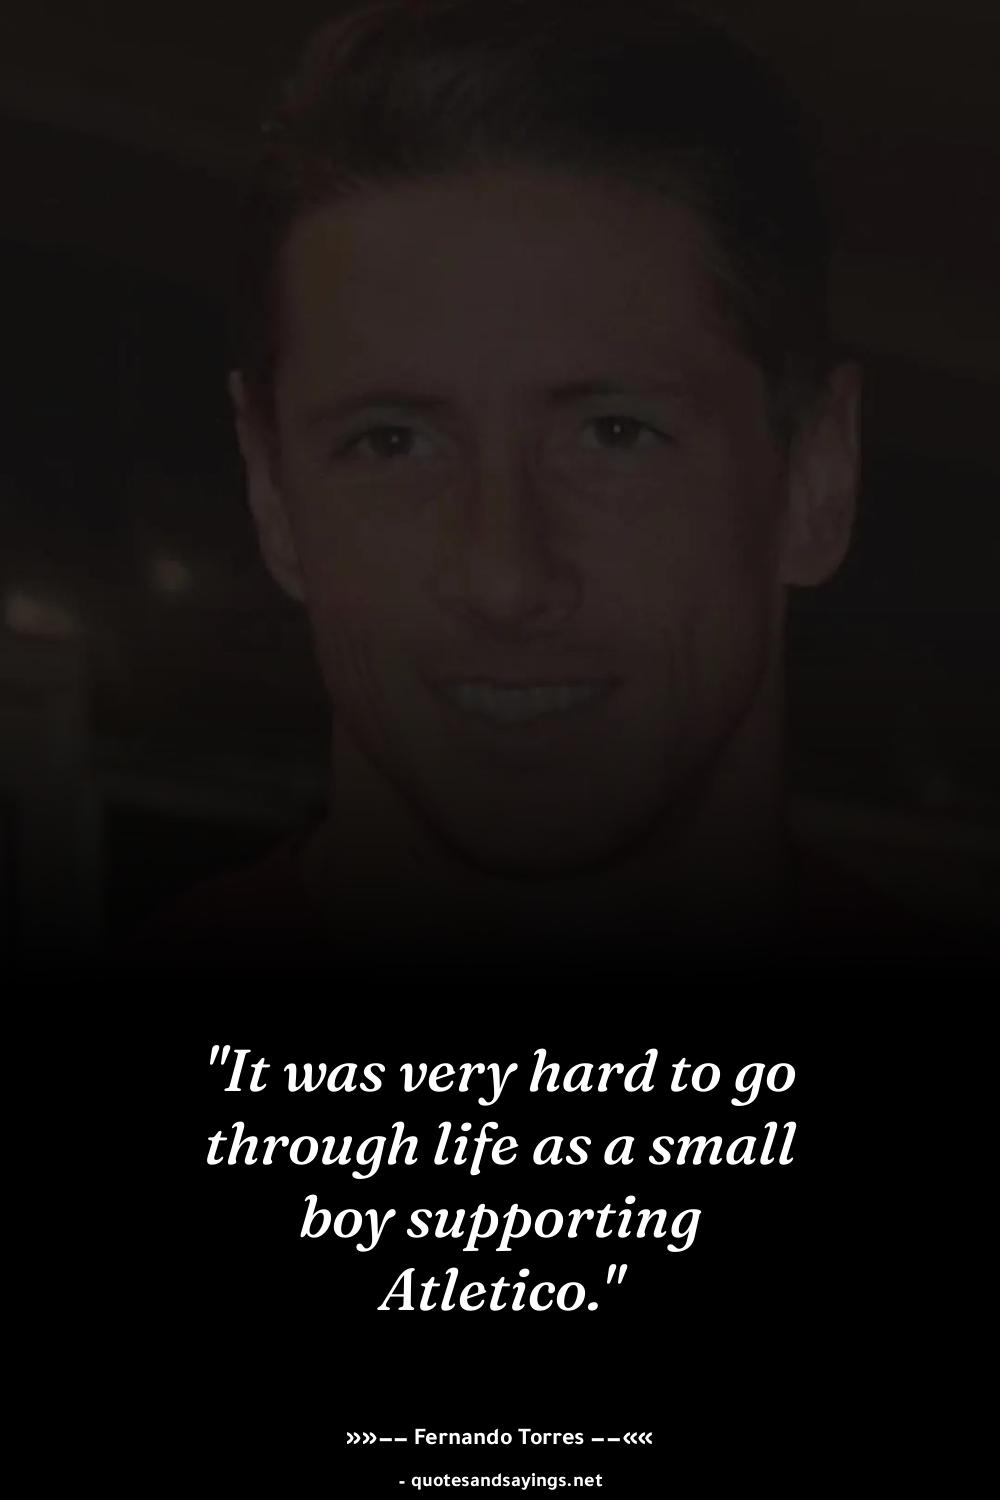 "It was very hard to go
through life as a small
boy supporting
Atletico."
»»−− Fernando Torres −−««
- quotesandsayings.net